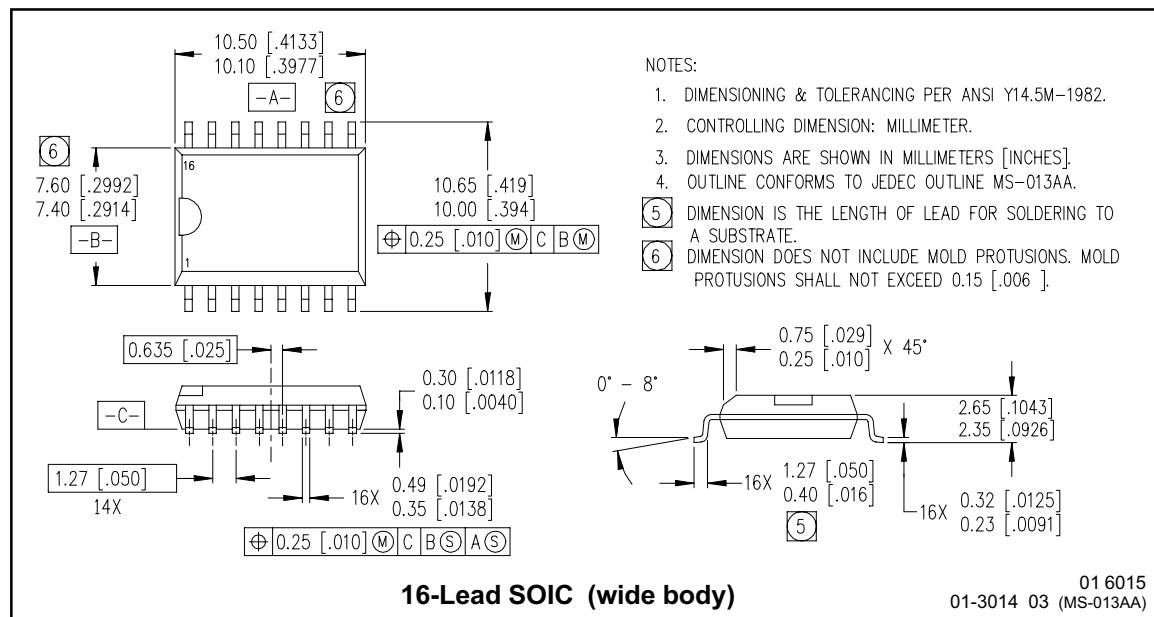 10.50 [.4133]
10.10 [.3977]
-A-
6
6
16
1
7.60 [.2992]
7.40 [.2914]
-B-
10.65 [.419]
10.00 [.394]
⌖ 0.25 [.010] Ⓜ C B Ⓜ
NOTES:
1. DIMENSIONING & TOLERANCING PER ANSI Y14.5M-1982.
2. CONTROLLING DIMENSION: MILLIMETER.
3. DIMENSIONS ARE SHOWN IN MILLIMETERS [INCHES].
4. OUTLINE CONFORMS TO JEDEC OUTLINE MS-013AA.
5 DIMENSION IS THE LENGTH OF LEAD FOR SOLDERING TO
A SUBSTRATE.
6 DIMENSION DOES NOT INCLUDE MOLD PROTUSIONS. MOLD
PROTUSIONS SHALL NOT EXCEED 0.15 [.006 ].
0.635 [.025]
-C-
0.30 [.0118]
0.10 [.0040]
1.27 [.050]
14X
16X 0.49 [.0192]
0.35 [.0138]
⌖ 0.25 [.010] Ⓜ C B Ⓢ A Ⓢ
0.75 [.029]
0.25 [.010] X 45°
0° - 8°
2.65 [.1043]
2.35 [.0926]
16X 1.27 [.050]
0.40 [.016]
5
16X 0.32 [.0125]
0.23 [.0091]
16-Lead SOIC (wide body)
01 6015
01-3014 03 (MS-013AA)